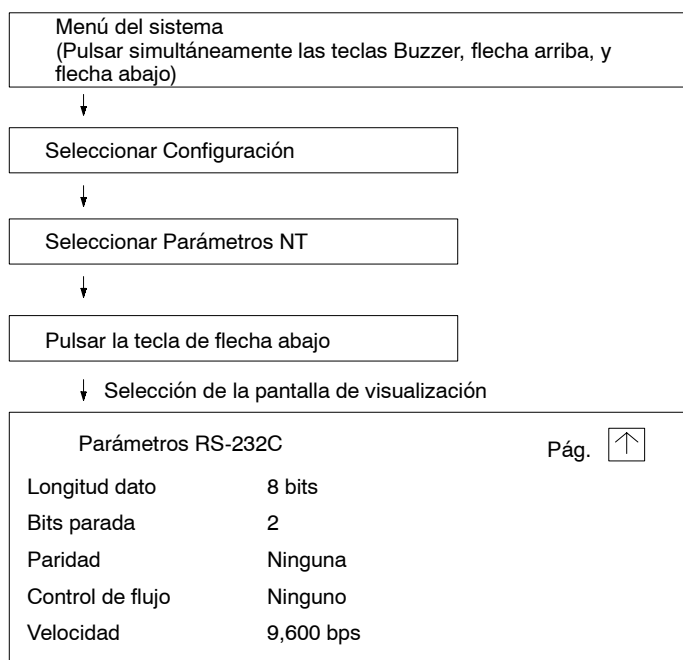 Menú del sistema
(Pulsar simultáneamente las teclas Buzzer, flecha arriba, y
flecha abajo)
Seleccionar Configuración
Seleccionar Parámetros NT
Pulsar la tecla de flecha abajo
Selección de la pantalla de visualización
Parámetros RS-232C Pág.
Longitud dato 8 bits
Bits parada 2
Paridad Ninguna
Control de flujo Ninguno
Velocidad 9,600 bps